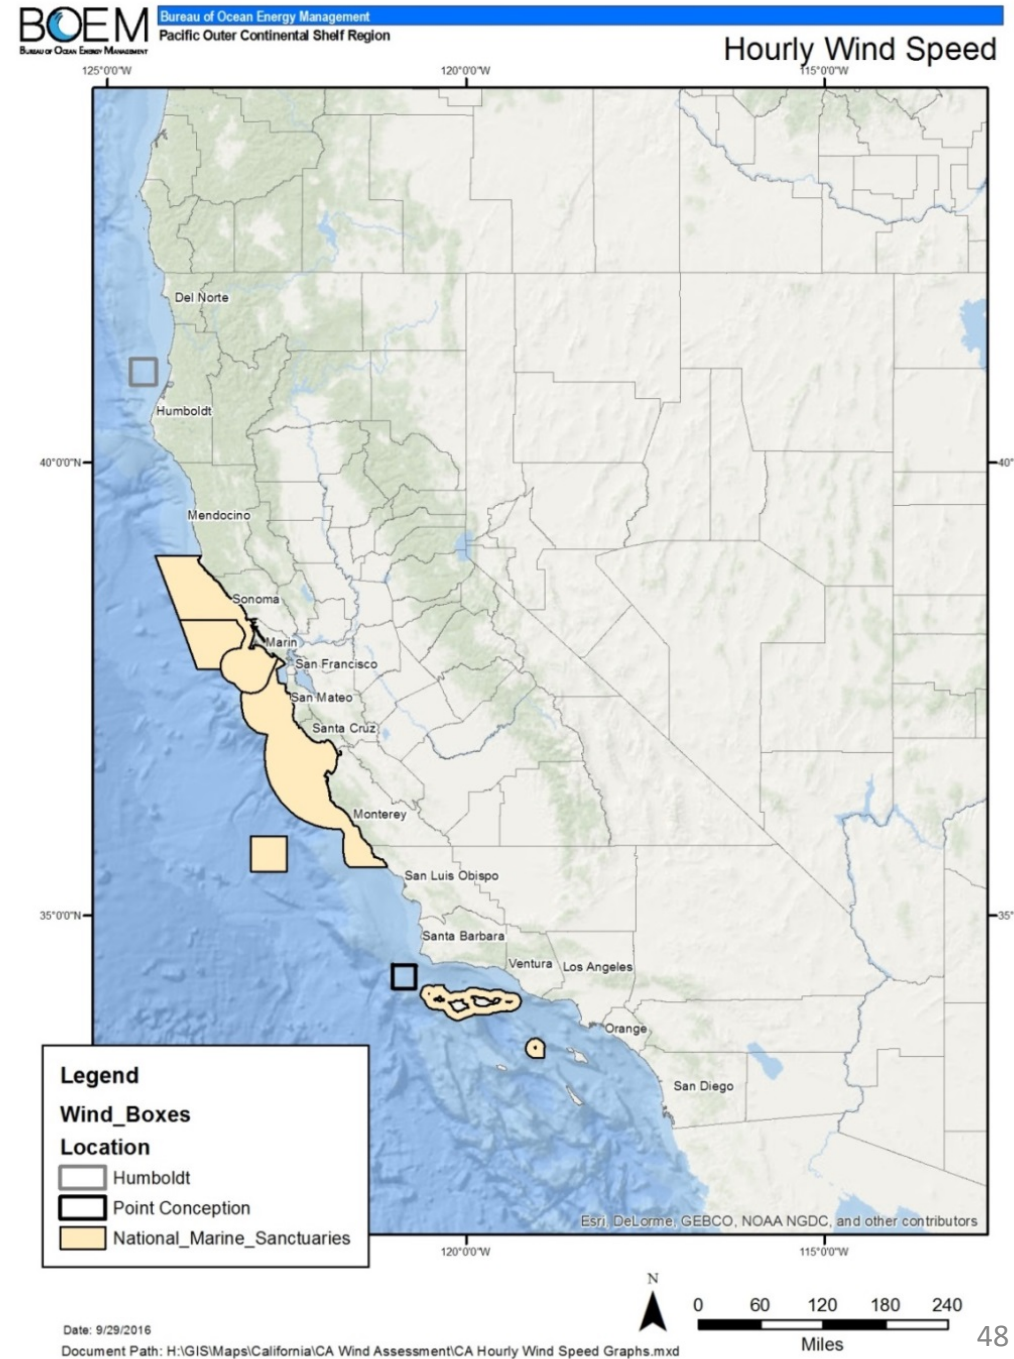 BOEM
BUREAU OF OCEAN ENERGY MANAGEMENT
Bureau of Ocean Energy Management
Pacific Outer Continental Shelf Region
Hourly Wind Speed
125°0'0"W
120°0'0"W
115°0'0"W
Del Norte
Humboldt
40°0'0"N
40°
Mendocino
Sonoma
Marin
San Francisco
San Mateo
Santa Cruz
Monterey
San Luis Obispo
35°0'0"N
35°
Santa Barbara
Ventura
Los Angeles
Orange
San Diego
Legend
Wind_Boxes
Location
Humboldt
Point Conception
National_Marine_Sanctuaries
Esri, DeLorme, GEBCO, NOAA NGDC, and other contributors
120°0'0"W
115°0'0"W
N
0 60 120 180 240
Miles
48
Date: 9/29/2016
Document Path: H:\GIS\Maps\California\CA Wind Assessment\CA Hourly Wind Speed Graphs.mxd